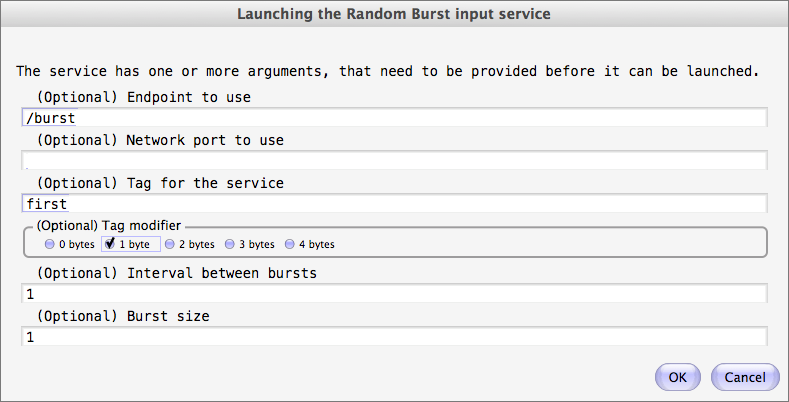 Launching the Random Burst input service
The service has one or more arguments, that need to be provided before it can be launched.
(Optional) Endpoint to use
/burst
(Optional) Network port to use
(Optional) Tag for the service
first
(Optional) Tag modifier
0 bytes 1 byte 2 bytes 3 bytes 4 bytes
(Optional) Interval between bursts
1
(Optional) Burst size
1
OK Cancel